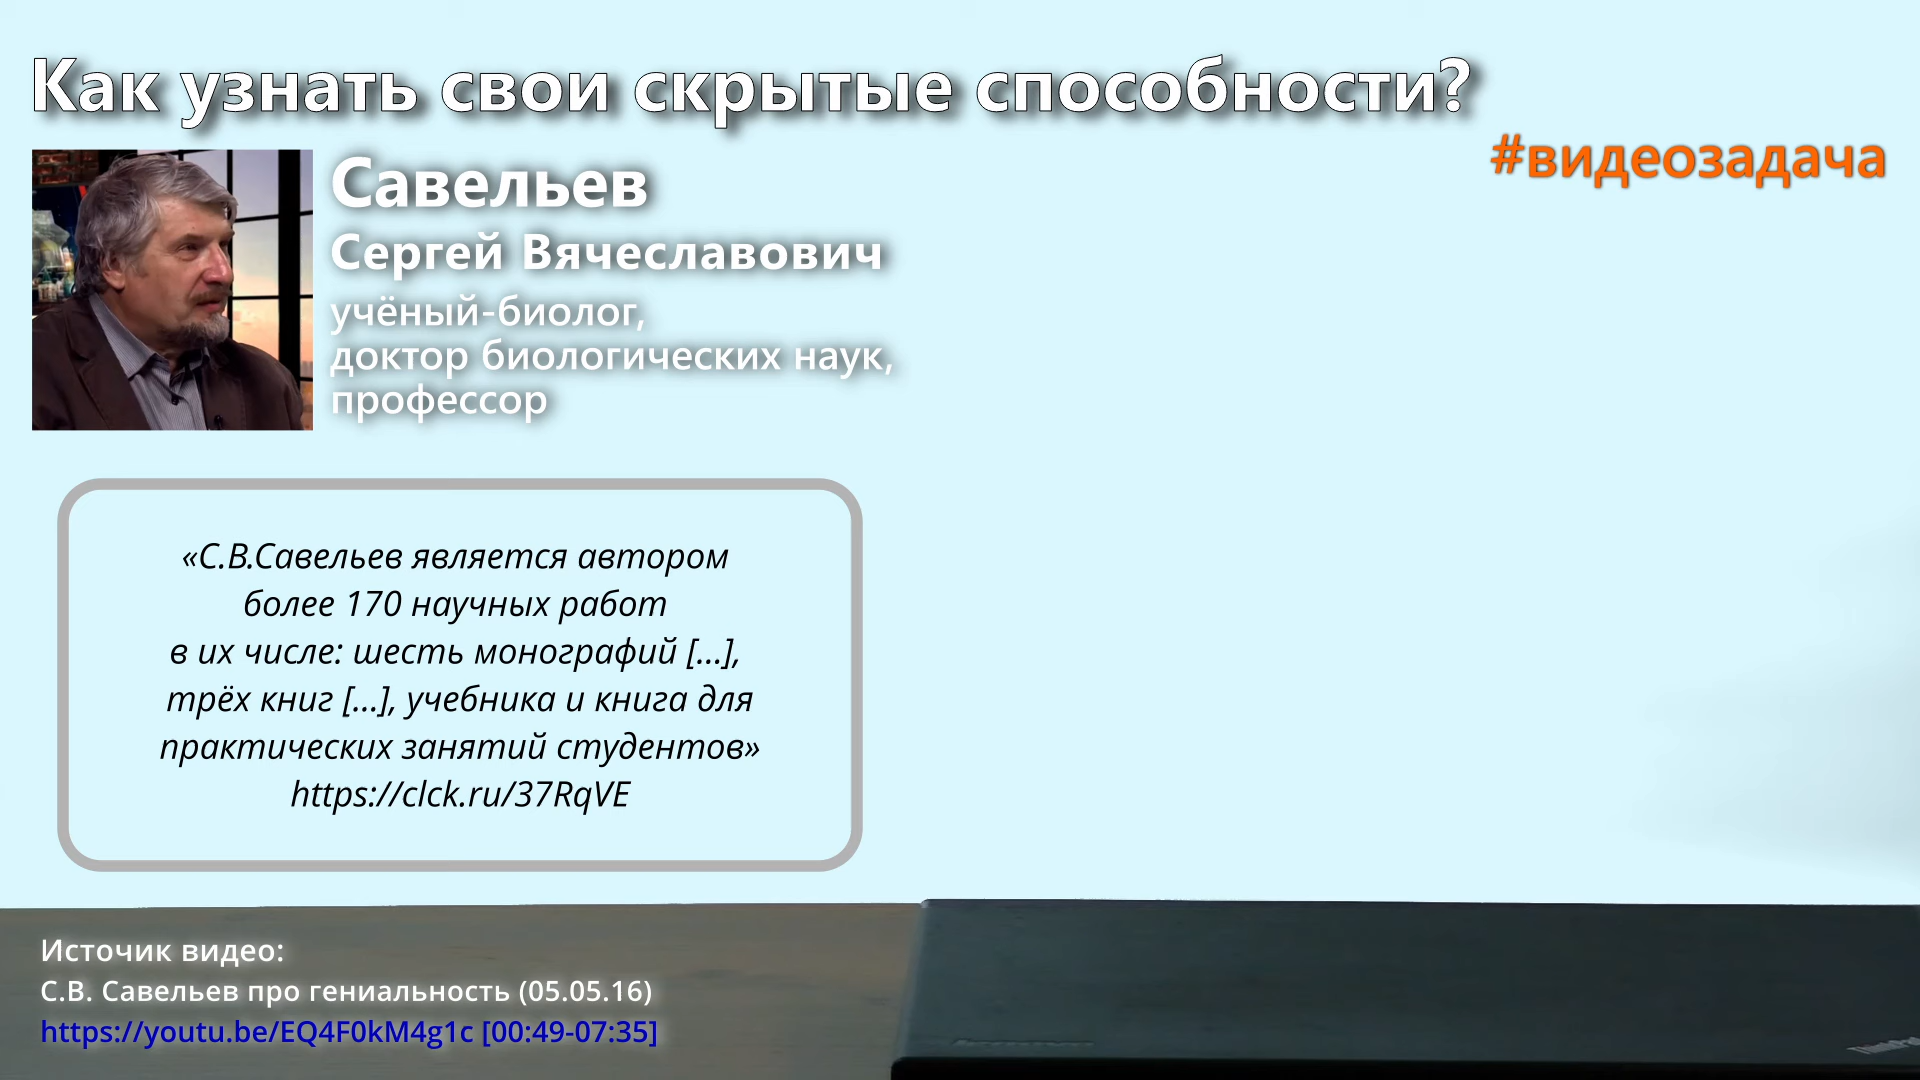 Как узнать свои скрытые способности?
#видеозадача
Савельев
Сергей Вячеславович
учёный-биолог,
доктор биологических наук,
профессор
«С.В.Савельев является автором
более 170 научных работ
в их числе: шесть монографий [...],
трёх книг [...], учебника и книга для
практических занятий студентов»
https://clck.ru/37RqVE
Источик видео:
С.В. Савельев про гениальность (05.05.16)
https://youtu.be/EQ4F0kM4g1c [00:49-07:35]